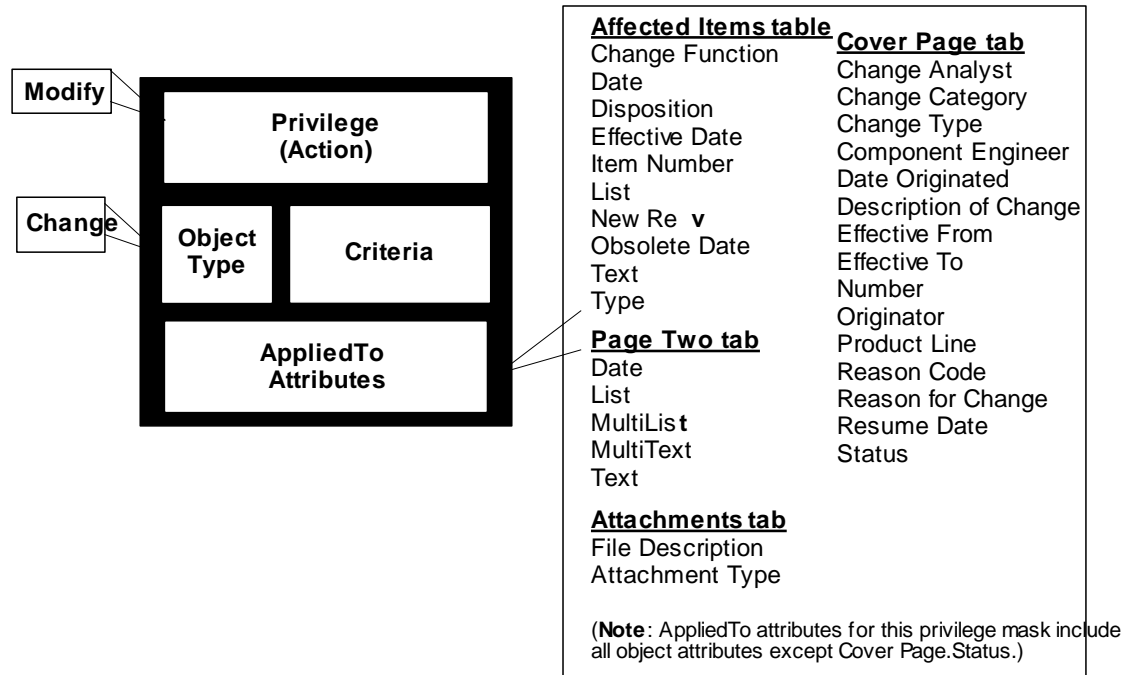 Modify
Privilege
(Action)
Change
Object
Type
Criteria
AppliedTo
Attributes
Affected Items table
Change Function
Date
Disposition
Effective Date
Item Number
List
New Re v
Obsolete Date
Text
Type
Page Two tab
Date
List
MultiList
MultiText
Text
Attachments tab
File Description
Attachment Type
Cover Page tab
Change Analyst
Change Category
Change Type
Component Engineer
Date Originated
Description of Change
Effective From
Effective To
Number
Originator
Product Line
Reason Code
Reason for Change
Resume Date
Status
(Note: AppliedTo attributes for this privilege mask include
all object attributes except Cover Page.Status.)